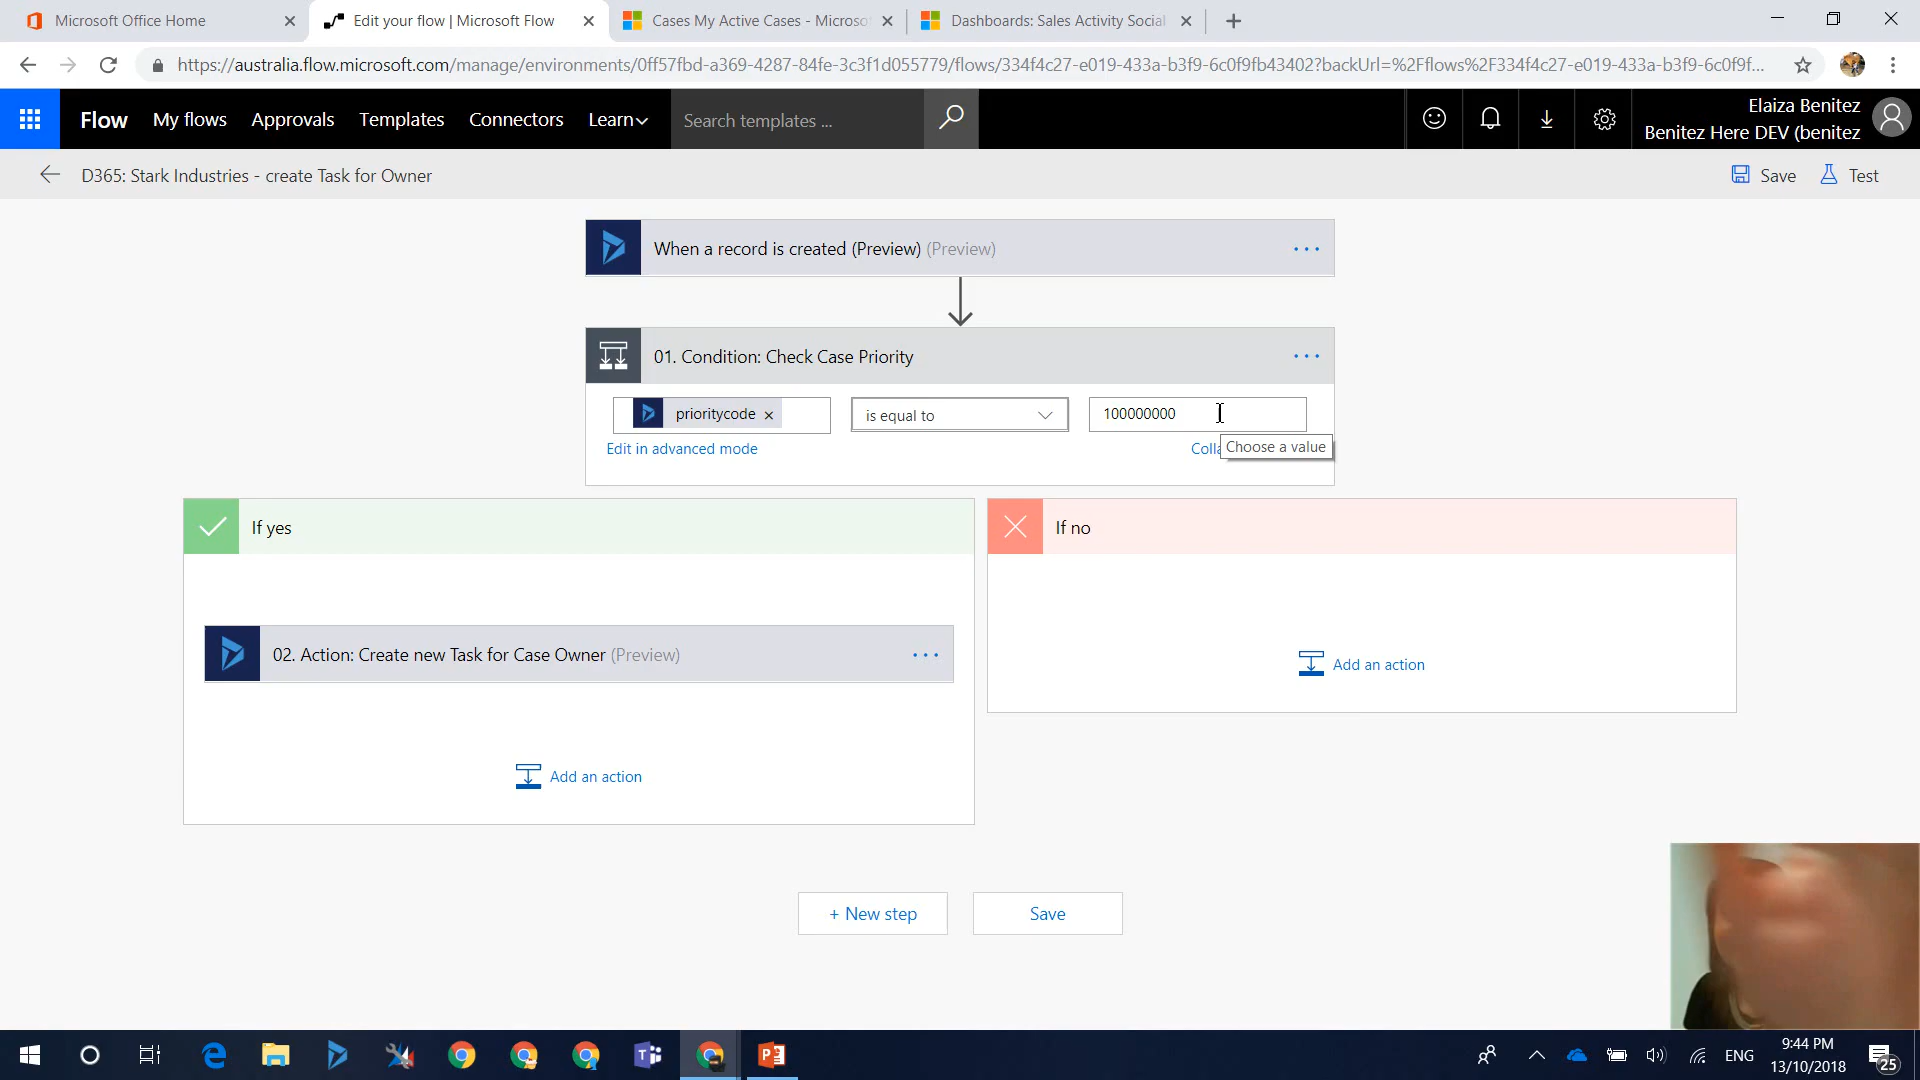 Microsoft Office Home
Edit your flow | Microsoft Flow
Cases My Active Cases - Microso
Dashboards: Sales Activity Social
https://australia.flow.microsoft.com/manage/environments/0ff57fbd-a369-4287-84fe-3c3f1d055779/flows/334f4c27-e019-433a-b3f9-6c0f9fb43402?backUrl=%2Fflows%2F334f4c27-e019-433a-b3f9-6c0f9f...
Flow My flows Approvals Templates Connectors Learn
Search templates ...
Elaiza Benitez
Benitez Here DEV (benitez
D365: Stark Industries - create Task for Owner
Save Test
When a record is created (Preview) (Preview)
01. Condition: Check Case Priority
prioritycode
is equal to
100000000
Edit in advanced mode
Colla
Choose a value
If yes
If no
02. Action: Create new Task for Case Owner (Preview)
Add an action
Add an action
+ New step
Save
ENG
9:44 PM
13/10/2018
25